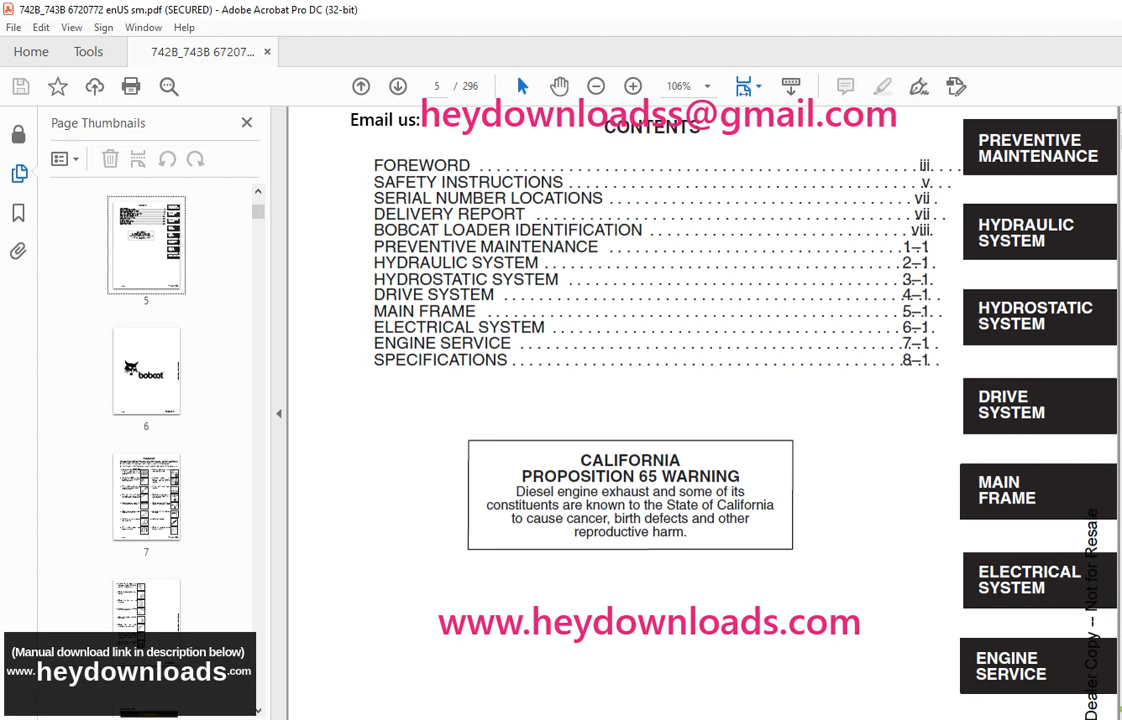 742B_743B 6720772 enUS sm.pdf (SECURED) - Adobe Acrobat Pro DC (32-bit)
File Edit View Sign Window Help
Home Tools 742B_743B 67207... ×
5 / 296 106%
Page Thumbnails
5
6
bobcat
7
(Manual download link in description below)
www.heydownloads.com
Email us:heydownloadss@gmail.com
CONTENTS
FOREWORD . . . . . . . . . . . . . . . . . . . . iii
SAFETY INSTRUCTIONS . . . . . . . . . . . . . . . . . . . . v
SERIAL NUMBER LOCATIONS . . . . . . . . . . . . . . . . . . . . vii
DELIVERY REPORT . . . . . . . . . . . . . . . . . . . . vii
BOBCAT LOADER IDENTIFICATION . . . . . . . . . . . . . . . . . . . . viii
PREVENTIVE MAINTENANCE . . . . . . . . . . . . . . . . . . . . 1–1
HYDRAULIC SYSTEM . . . . . . . . . . . . . . . . . . . . 2–1
HYDROSTATIC SYSTEM . . . . . . . . . . . . . . . . . . . . 3–1
DRIVE SYSTEM . . . . . . . . . . . . . . . . . . . . 4–1
MAIN FRAME . . . . . . . . . . . . . . . . . . . . 5–1
ELECTRICAL SYSTEM . . . . . . . . . . . . . . . . . . . . 6–1
ENGINE SERVICE . . . . . . . . . . . . . . . . . . . . 7–1
SPECIFICATIONS . . . . . . . . . . . . . . . . . . . . 8–1
CALIFORNIA
PROPOSITION 65 WARNING
Diesel engine exhaust and some of its
constituents are known to the State of California
to cause cancer, birth defects and other
reproductive harm.
www.heydownloads.com
PREVENTIVE
MAINTENANCE
HYDRAULIC
SYSTEM
HYDROSTATIC
SYSTEM
DRIVE
SYSTEM
MAIN
FRAME
ELECTRICAL
SYSTEM
ENGINE
SERVICE
Dealer Copy -- Not for Resale